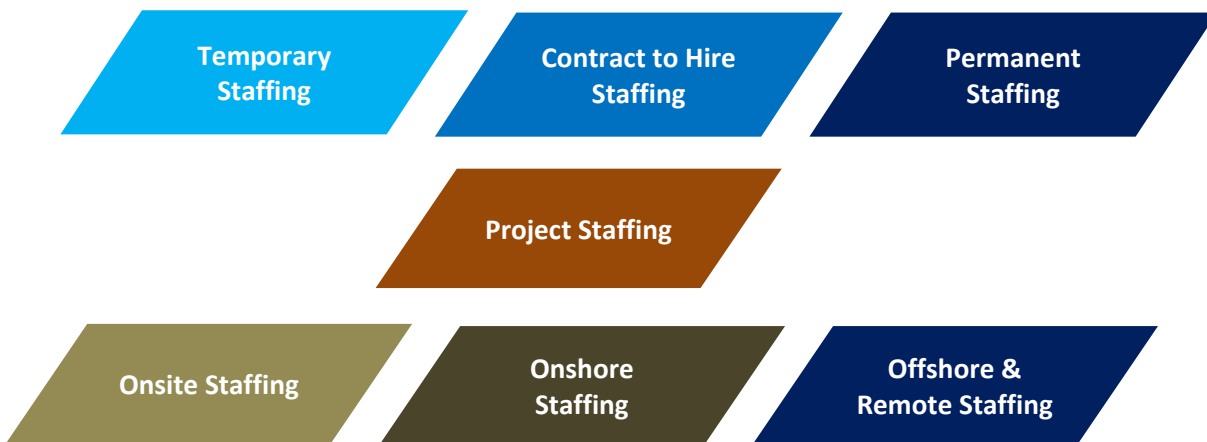 Temporary
Staffing
Contract to Hire
Staffing
Permanent
Staffing
Project Staffing
Onsite Staffing
Onshore
Staffing
Offshore &
Remote Staffing